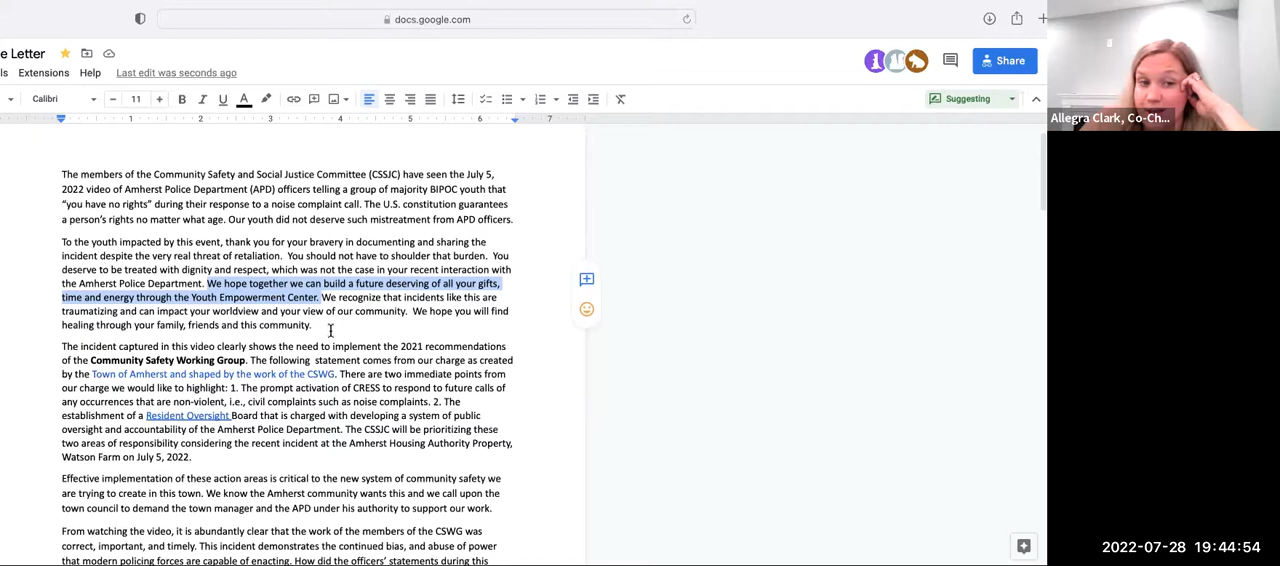 docs.google.com
e Letter
ls Extensions Help Last edit was seconds ago
Share
Calibri 11 B I U A Suggesting
1 2 3 4 5 6 7
The members of the Community Safety and Social Justice Committee (CSSJC) have seen the July 5,
2022 video of Amherst Police Department (APD) officers telling a group of majority BIPOC youth that
“you have no rights” during their response to a noise complaint call. The U.S. constitution guarantees
a person’s rights no matter what age. Our youth did not deserve such mistreatment from APD officers.
To the youth impacted by this event, thank you for your bravery in documenting and sharing the
incident despite the very real threat of retaliation. You should not have to shoulder that burden. You
deserve to be treated with dignity and respect, which was not the case in your recent interaction with
the Amherst Police Department. We hope together we can build a future deserving of all your gifts,
time and energy through the Youth Empowerment Center. We recognize that incidents like this are
traumatizing and can impact your worldview and your view of our community. We hope you will find
healing through your family, friends and this community.
The incident captured in this video clearly shows the need to implement the 2021 recommendations
of the Community Safety Working Group. The following statement comes from our charge as created
by the Town of Amherst and shaped by the work of the CSWG. There are two immediate points from
our charge we would like to highlight: 1. The prompt activation of CRESS to respond to future calls of
any occurrences that are non-violent, i.e., civil complaints such as noise complaints. 2. The
establishment of a Resident Oversight Board that is charged with developing a system of public
oversight and accountability of the Amherst Police Department. The CSSJC will be prioritizing these
two areas of responsibility considering the recent incident at the Amherst Housing Authority Property,
Watson Farm on July 5, 2022.
Effective implementation of these action areas is critical to the new system of community safety we
are trying to create in this town. We know the Amherst community wants this and we call upon the
town council to demand the town manager and the APD under his authority to support our work.
From watching the video, it is abundantly clear that the work of the members of the CSWG was
correct, important, and timely. This incident demonstrates the continued bias, and abuse of power
that modern policing forces are capable of enacting. How did the officers’ statements during this
Allegra Clark, Co-Ch...
2022-07-28 19:44:54